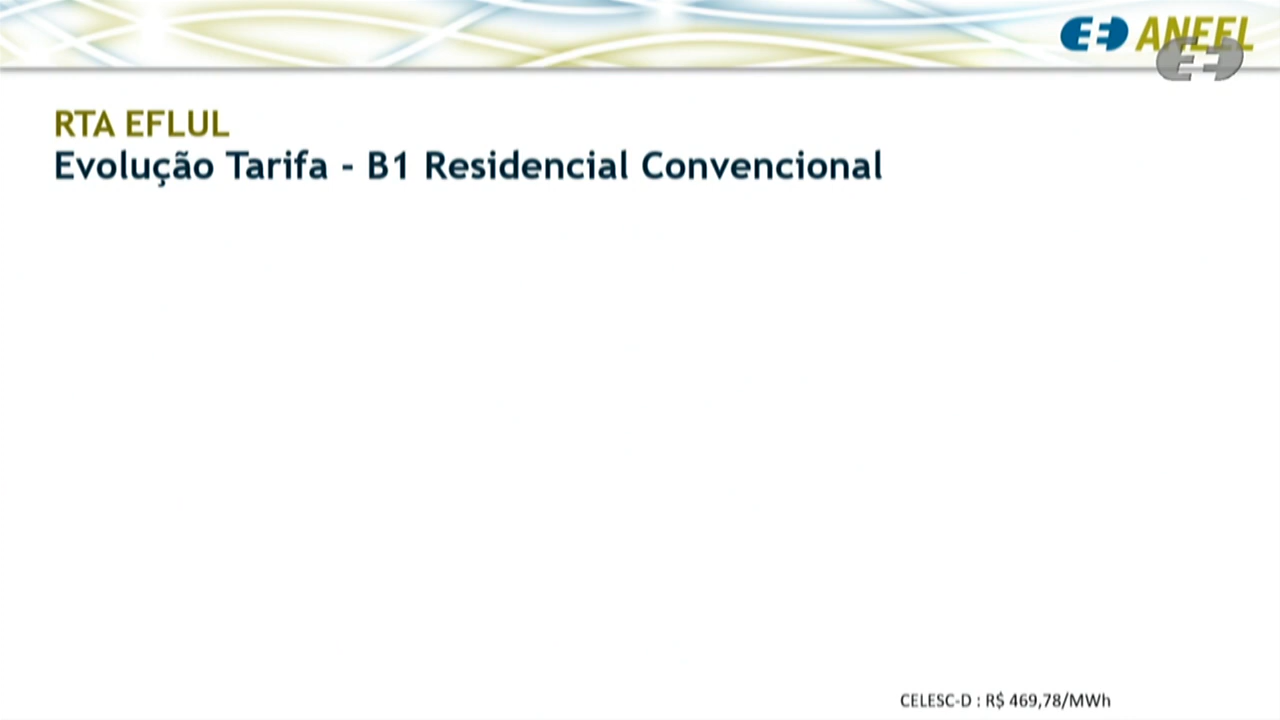 ANEEL
RTA EFLUL
Evolução Tarifa - B1 Residencial Convencional
CELESC-D : R$ 469,78/MWh